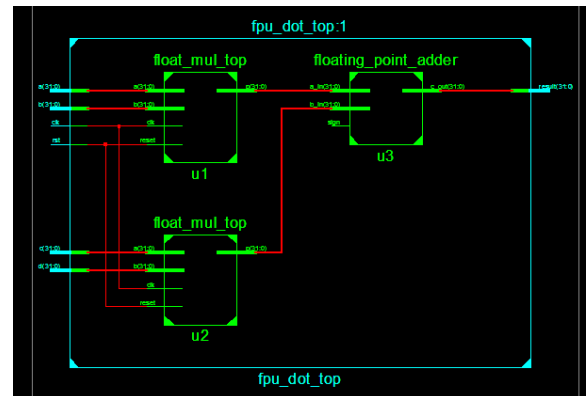 fpu_dot_top:1
float_mul_top
floating_point_adder
a(31:0)
a(31:0)
p(31:0)
a_in(31:0)
c_out(31:0)
result(31:0)
b(31:0)
b(31:0)
b_in(31:0)
clk
clk
sign
rst
reset
u3
u1
float_mul_top
c(31:0)
a(31:0)
p(31:0)
d(31:0)
b(31:0)
clk
reset
u2
fpu_dot_top